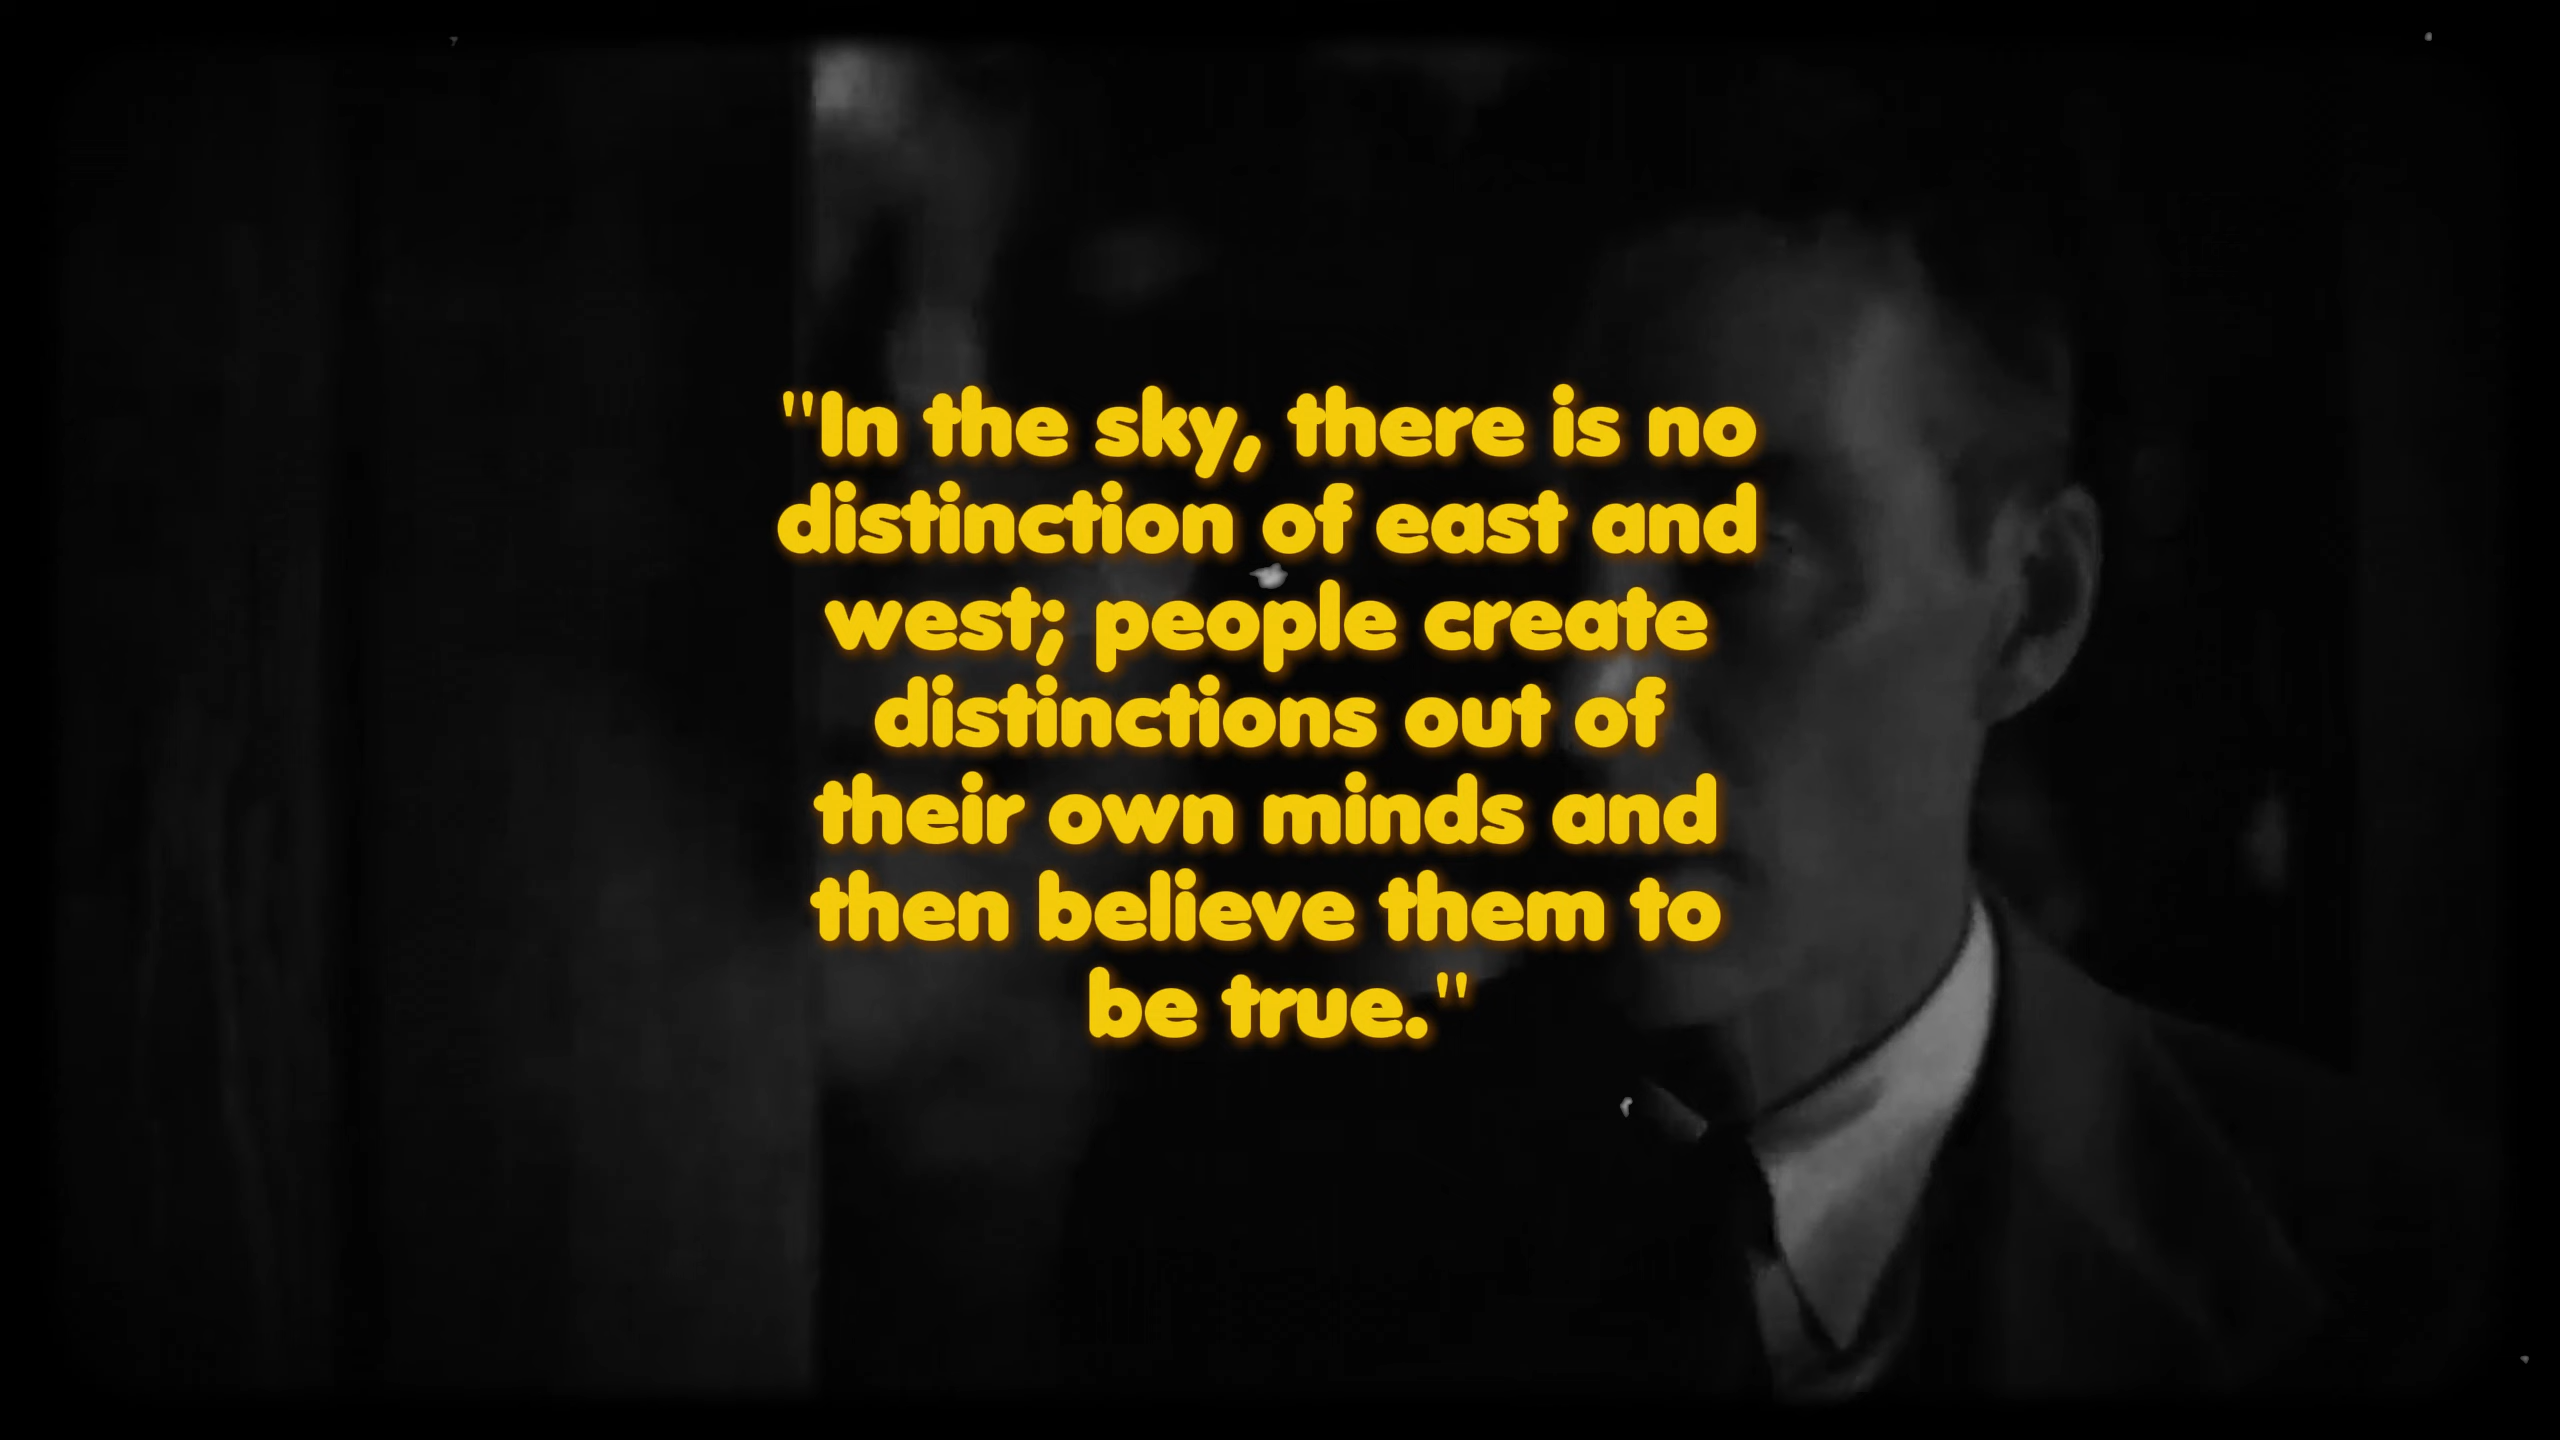 "In the sky, there is no
distinction of east and
west; people create
distinctions out of
their own minds and
then believe them to
be true."